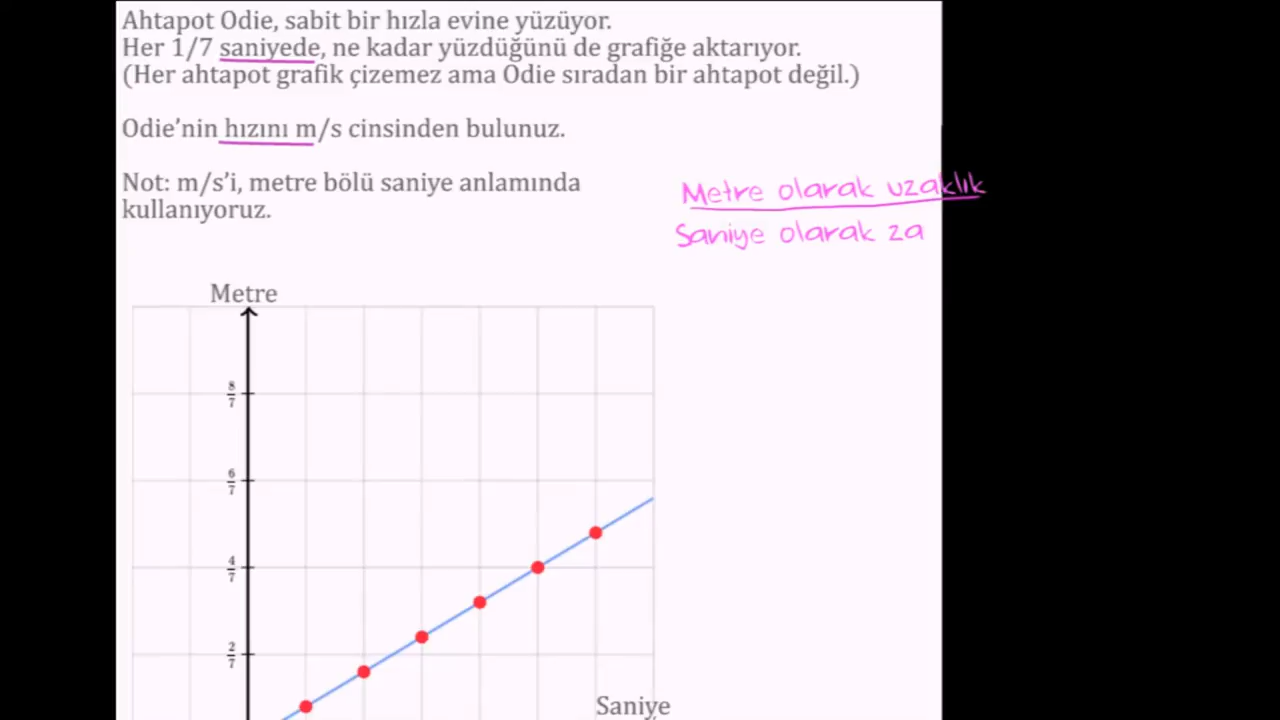 Ahtapot Odie, sabit bir hızla evine yüzüyor.
Her 1/7 saniyede, ne kadar yüzdüğünü de grafiğe aktarıyor.
(Her ahtapot grafik çizemez ama Odie sıradan bir ahtapot değil.)
Odie'nin hızını m/s cinsinden bulunuz.
Not: m/s'i, metre bölü saniye anlamında
kullanıyoruz.
Metre olarak uzaklık
Saniye olarak za
Metre
8/7
6/7
4/7
2/7
Saniye